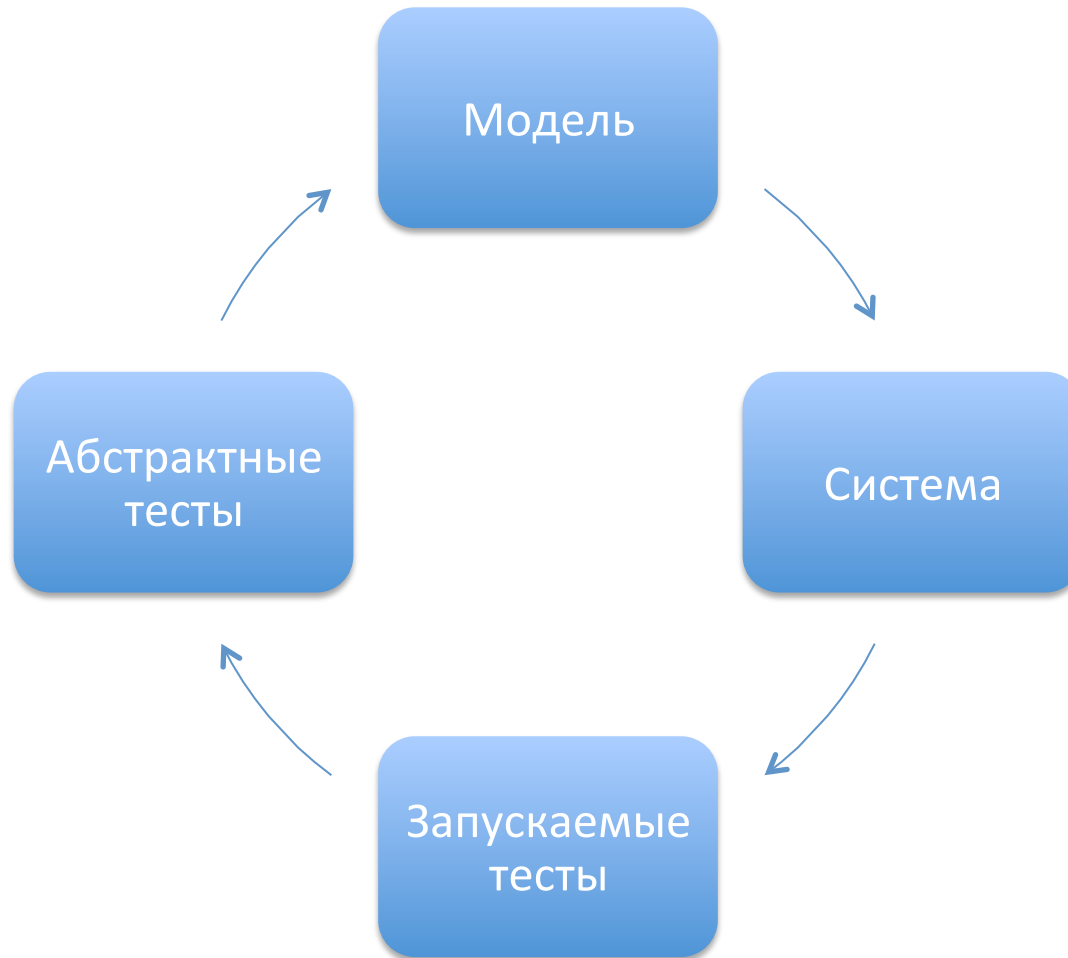 Модель
Абстрактные
тесты
Система
Запускаемые
тесты